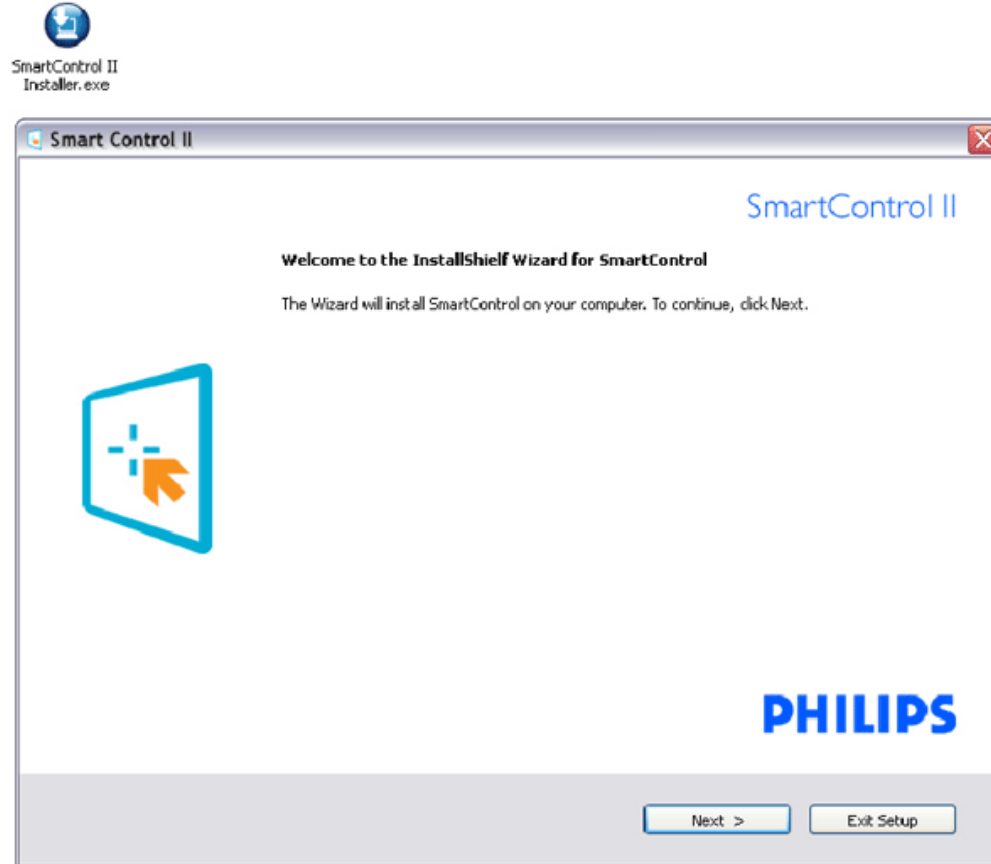 SmartControl II
Installer.exe
Smart Control II
SmartControl II
Welcome to the InstallShielf Wizard for SmartControl
The Wizard will install SmartControl on your computer. To continue, click Next.
PHILIPS
Next >
Exit Setup